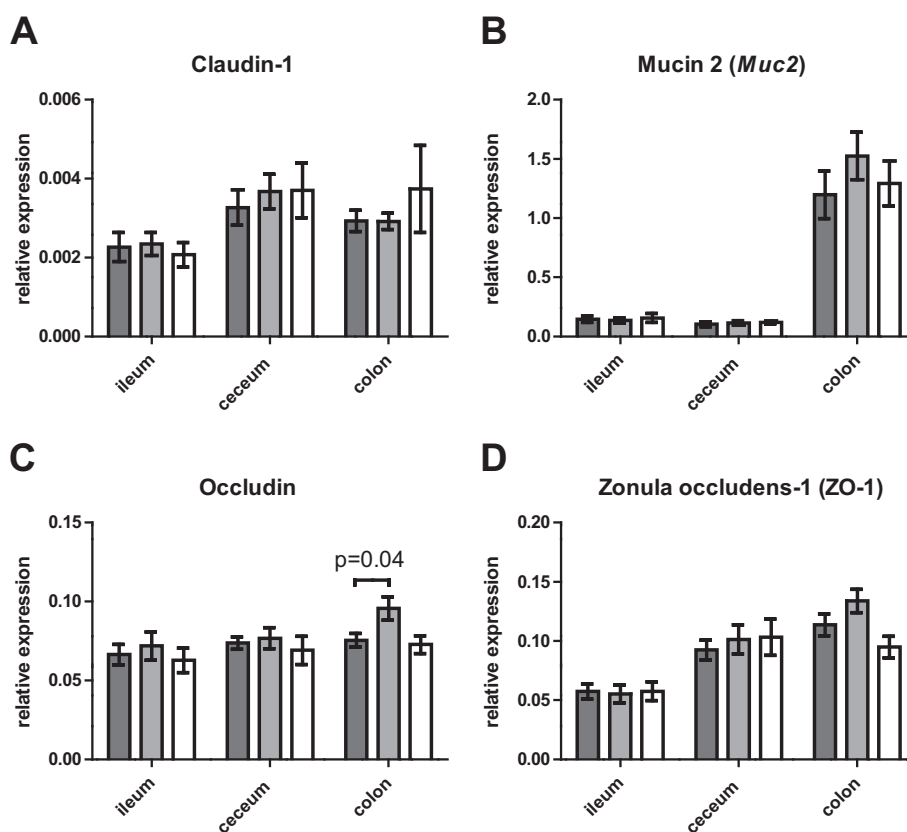 A
Claudin-1
relative expression
0.006
0.004
0.002
0.000
ileum
ceceum
colon
B
Mucin 2 (Muc2)
relative expression
2.0
1.5
1.0
0.5
0.0
ileum
ceceum
colon
C
Occludin
relative expression
0.15
0.10
0.05
0.00
p=0.04
ileum
ceceum
colon
D
Zonula occludens-1 (ZO-1)
relative expression
0.20
0.15
0.10
0.05
0.00
ileum
ceceum
colon